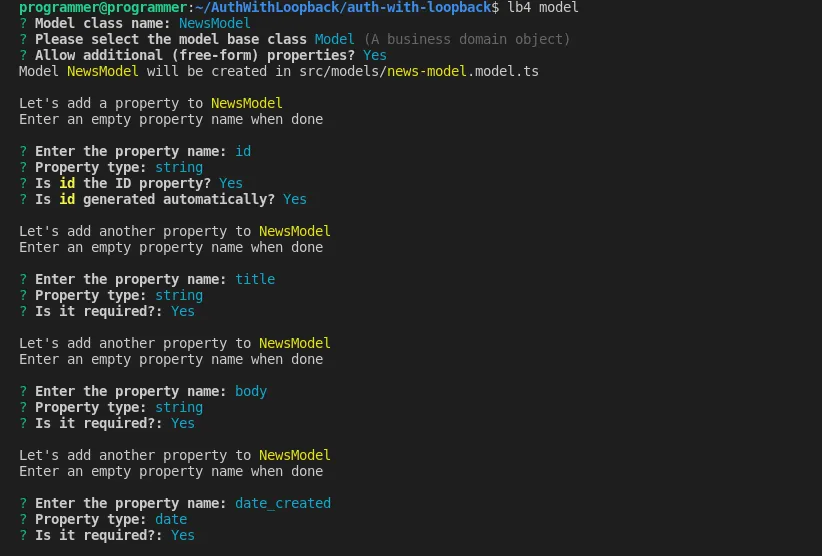 programmer@programmer:~/AuthWithLoopback/auth-with-loopback$ lb4 model
? Model class name: NewsModel
? Please select the model base class Model (A business domain object)
? Allow additional (free-form) properties? Yes
Model NewsModel will be created in src/models/news-model.model.ts
Let's add a property to NewsModel
Enter an empty property name when done
? Enter the property name: id
? Property type: string
? Is id the ID property? Yes
? Is id generated automatically? Yes
Let's add another property to NewsModel
Enter an empty property name when done
? Enter the property name: title
? Property type: string
? Is it required?: Yes
Let's add another property to NewsModel
Enter an empty property name when done
? Enter the property name: body
? Property type: string
? Is it required?: Yes
Let's add another property to NewsModel
Enter an empty property name when done
? Enter the property name: date_created
? Property type: date
? Is it required?: Yes